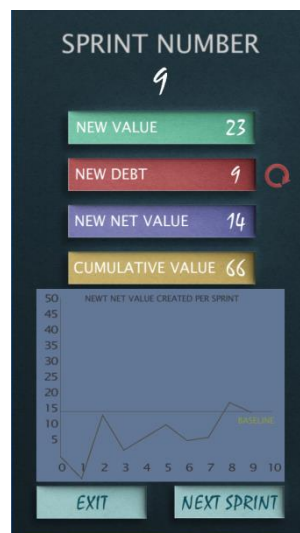 SPRINT NUMBER
9
NEW VALUE 23
NEW DEBT 9
NEW NET VALUE 14
CUMULATIVE VALUE 66
NEWT NET VALUE CREATED PER SPRINT
50
45
40
35
30
25
20
15
10
5
BASELINE
0 1 2 3 4 5 6 7 8 9 10
EXIT NEXT SPRINT